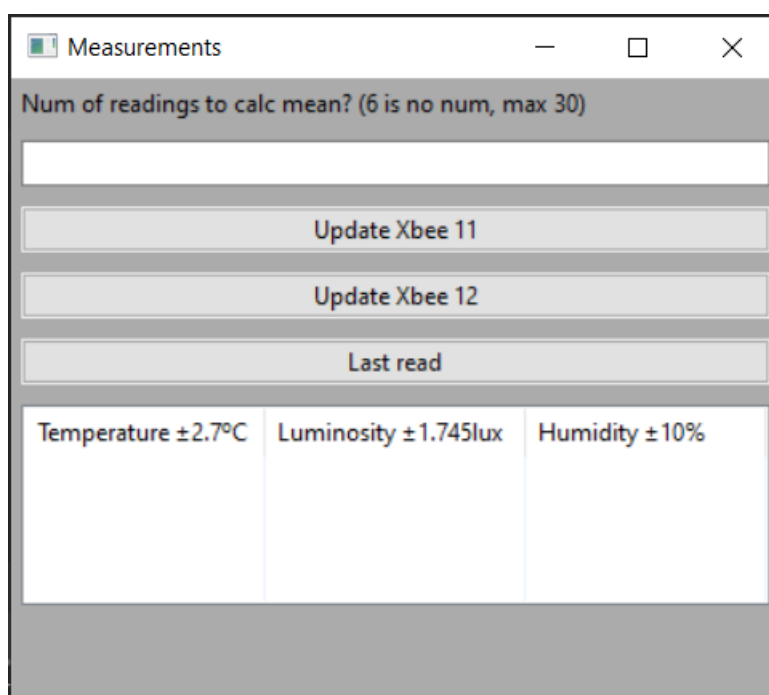 Measurements
Num of readings to calc mean? (6 is no num, max 30)
Update Xbee 11
Update Xbee 12
Last read
Temperature ±2.7ºC Luminosity ±1.745lux Humidity ±10%